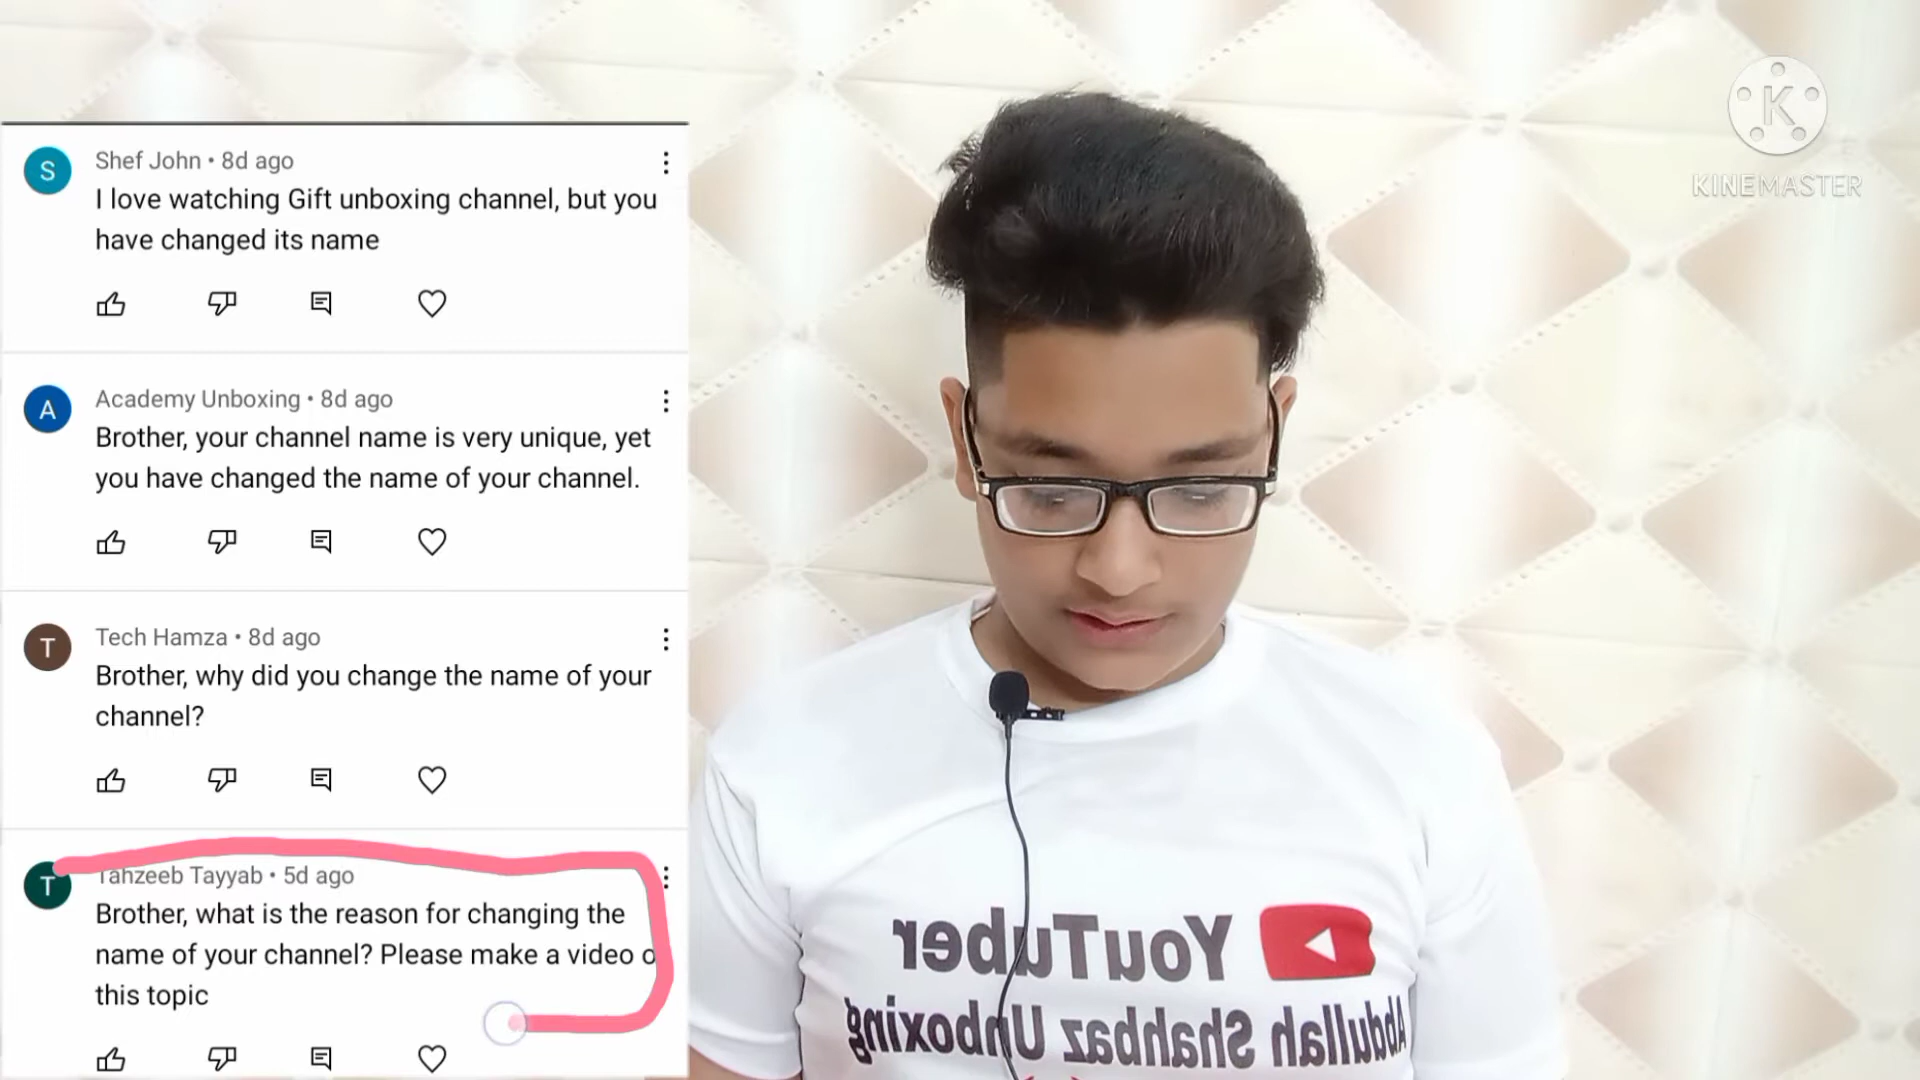 Shef John • 8d ago
I love watching Gift unboxing channel, but you
have changed its name
Academy Unboxing • 8d ago
Brother, your channel name is very unique, yet
you have changed the name of your channel.
Tech Hamza • 8d ago
Brother, why did you change the name of your
channel?
Tahzeeb Tayyab • 5d ago
Brother, what is the reason for changing the
name of your channel? Please make a video o
this topic
S
A
T
T
K
KINEMASTER
YouTuber
Abdullah Shahbaz Unboxing